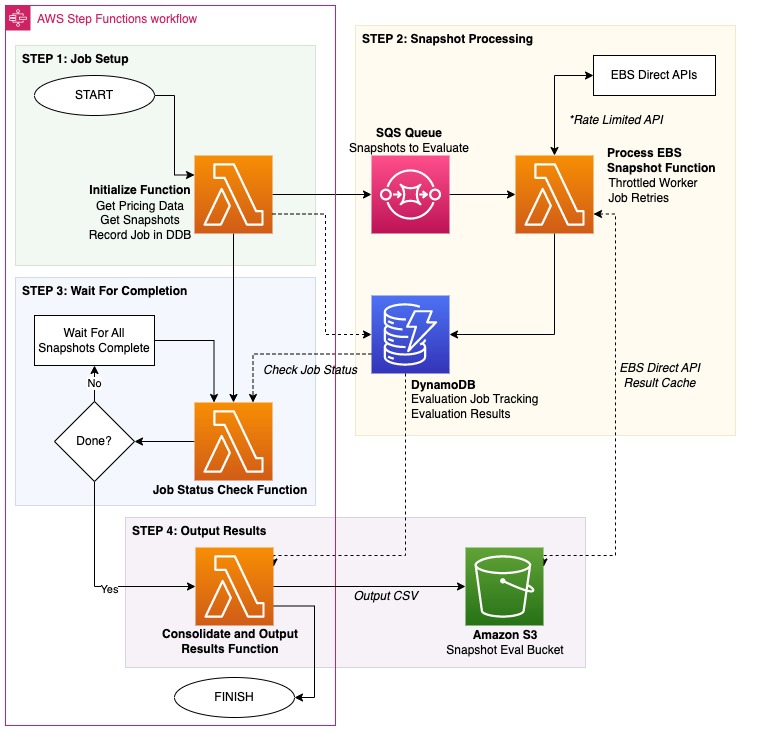 AWS Step Functions workflow
STEP 1: Job Setup
START
Initialize Function
Get Pricing Data
Get Snapshots
Record Job in DDB
STEP 2: Snapshot Processing
EBS Direct APIs
*Rate Limited API
SQS Queue
Snapshots to Evaluate
Process EBS
Snapshot Function
Throttled Worker
Job Retries
STEP 3: Wait For Completion
Wait For All
Snapshots Complete
No
Done?
Check Job Status
DynamoDB
Evaluation Job Tracking
Evaluation Results
EBS Direct API
Result Cache
Job Status Check Function
STEP 4: Output Results
Yes
Output CSV
Consolidate and Output
Results Function
Amazon S3
Snapshot Eval Bucket
FINISH